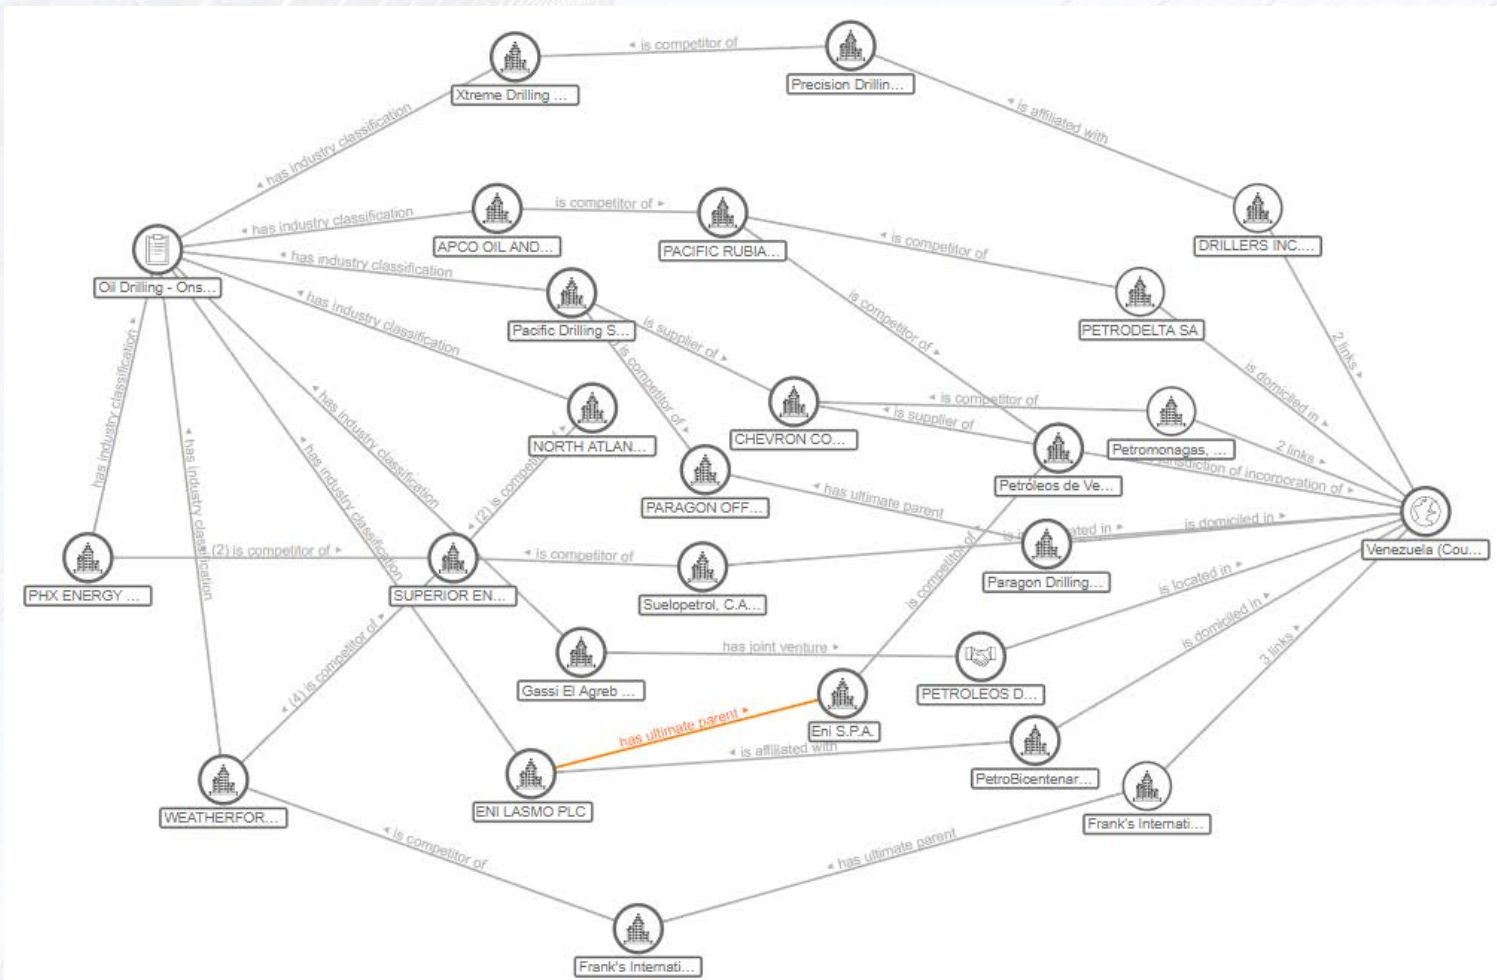 ◄ is competitor of
Xtreme Drilling ...
Precision Drillin...
◄ is affiliated with
◄ has industry classification
◄ has industry classification
is competitor of ►
APCO OIL AND...
PACIFIC RUBIA...
◄ is competitor of
DRILLERS INC....
Oil Drilling - Ons...
◄ has industry classification
Pacific Drilling S...
is supplier of ►
is competitor of ►
PETRODELTA SA
2 links ►
◄ has industry classification
is competitor of ►
is domiciled in ►
◄ is competitor of
◄ is supplier of
NORTH ATLAN...
CHEVRON CO...
Petromonagas, ...
2 links ►
has industry classification ►
◄ has industry classification
◄ has industry classification
◄ has industry classification
◄ (2) is competitor
PARAGON OFF...
◄ has ultimate parent
Petróleos de Ve...
jurisdiction of incorporation of ►
(2) is competitor of ►
◄ is competitor of
is domiciled in ►
Venezuela (Cou...
PHX ENERGY ...
SUPERIOR EN...
Suelopetrol, C.A...
Paragon Drilling...
is competitor of
is located in ►
◄ (4) is competitor of ►
has joint venture ►
is domiciled in ►
3 links ►
Gassi El Agreb ...
PETROLEOS D...
has ultimate parent ►
Eni S.P.A.
◄ is affiliated with
PetroBicentenar...
WEATHERFOR...
ENI LASMO PLC
Frank's Internati...
◄ is competitor of
◄ has ultimate parent
Frank's Internati...